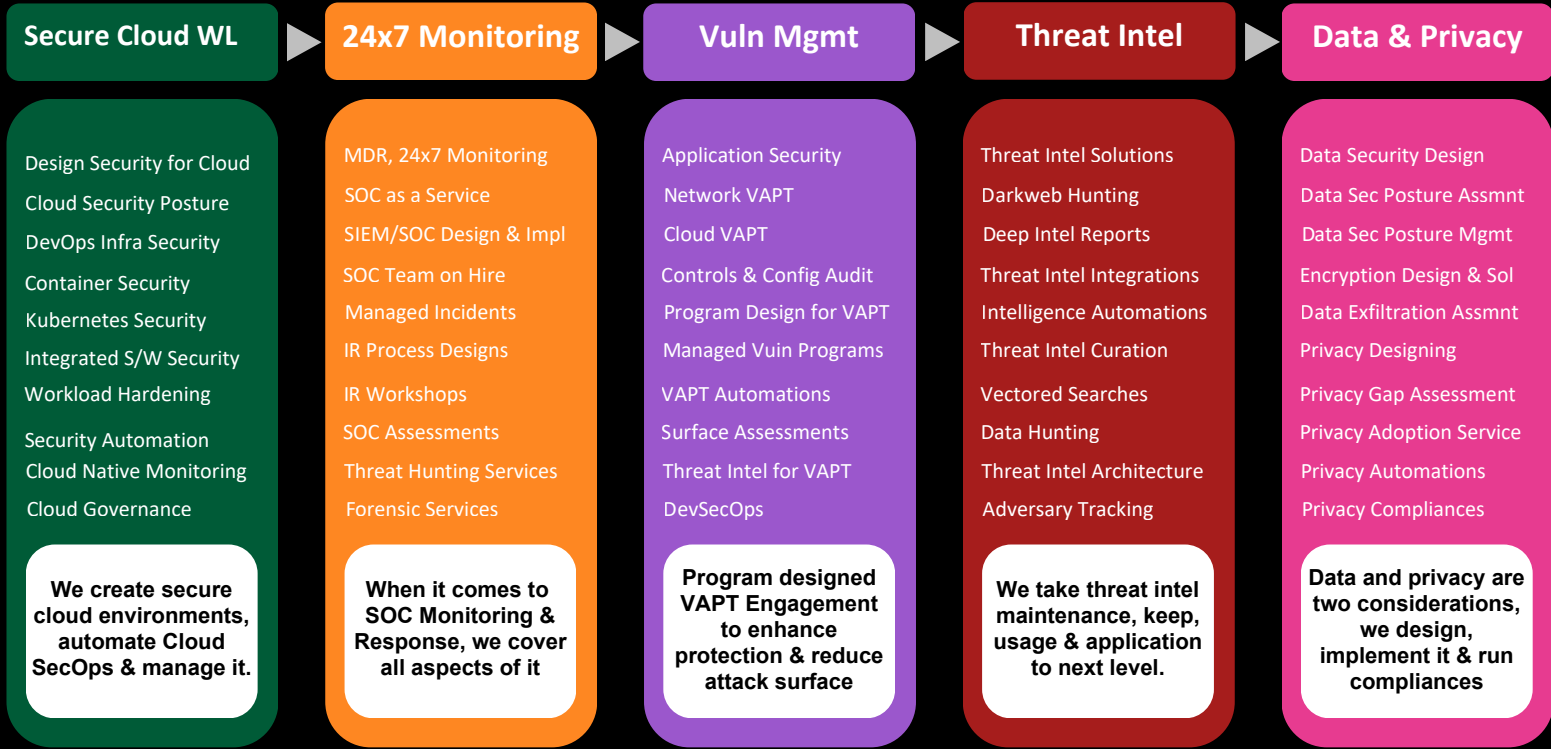 Secure Cloud WL
24x7 Monitoring
Vuln Mgmt
Threat Intel
Data & Privacy
Design Security for Cloud
Cloud Security Posture
DevOps Infra Security
Container Security
Kubernetes Security
Integrated S/W Security
Workload Hardening
Security Automation
Cloud Native Monitoring
Cloud Governance
We create secure
cloud environments,
automate Cloud
SecOps & manage it.
MDR, 24x7 Monitoring
SOC as a Service
SIEM/SOC Design & Impl
SOC Team on Hire
Managed Incidents
IR Process Designs
IR Workshops
SOC Assessments
Threat Hunting Services
Forensic Services
When it comes to
SOC Monitoring &
Response, we cover
all aspects of it
Application Security
Network VAPT
Cloud VAPT
Controls & Config Audit
Program Design for VAPT
Managed Vuin Programs
VAPT Automations
Surface Assessments
Threat Intel for VAPT
DevSecOps
Program designed
VAPT Engagement
to enhance
protection & reduce
attack surface
Threat Intel Solutions
Darkweb Hunting
Deep Intel Reports
Threat Intel Integrations
Intelligence Automations
Threat Intel Curation
Vectored Searches
Data Hunting
Threat Intel Architecture
Adversary Tracking
We take threat intel
maintenance, keep,
usage & application
to next level.
Data Security Design
Data Sec Posture Assmnt
Data Sec Posture Mgmt
Encryption Design & Sol
Data Exfiltration Assmnt
Privacy Designing
Privacy Gap Assessment
Privacy Adoption Service
Privacy Automations
Privacy Compliances
Data and privacy are
two considerations,
we design,
implement it & run
compliances